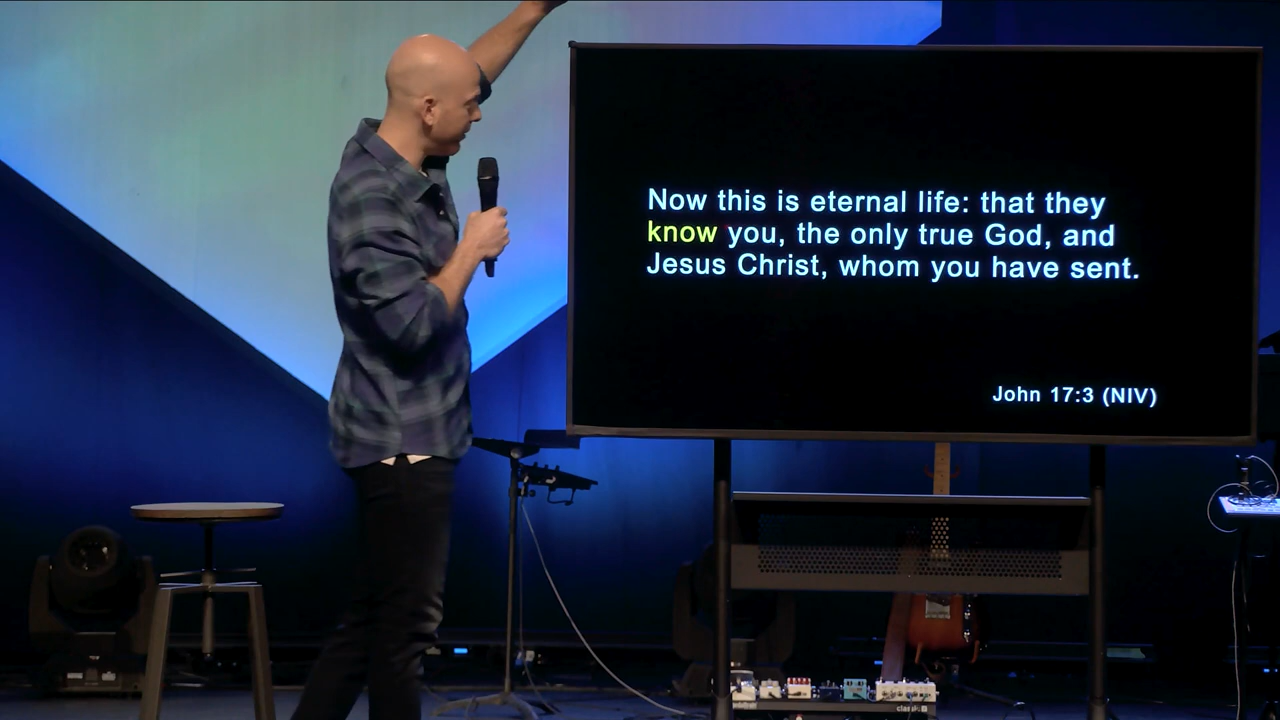 Now this is eternal life: that they
know you, the only true God, and
Jesus Christ, whom you have sent.
John 17:3 (NIV)